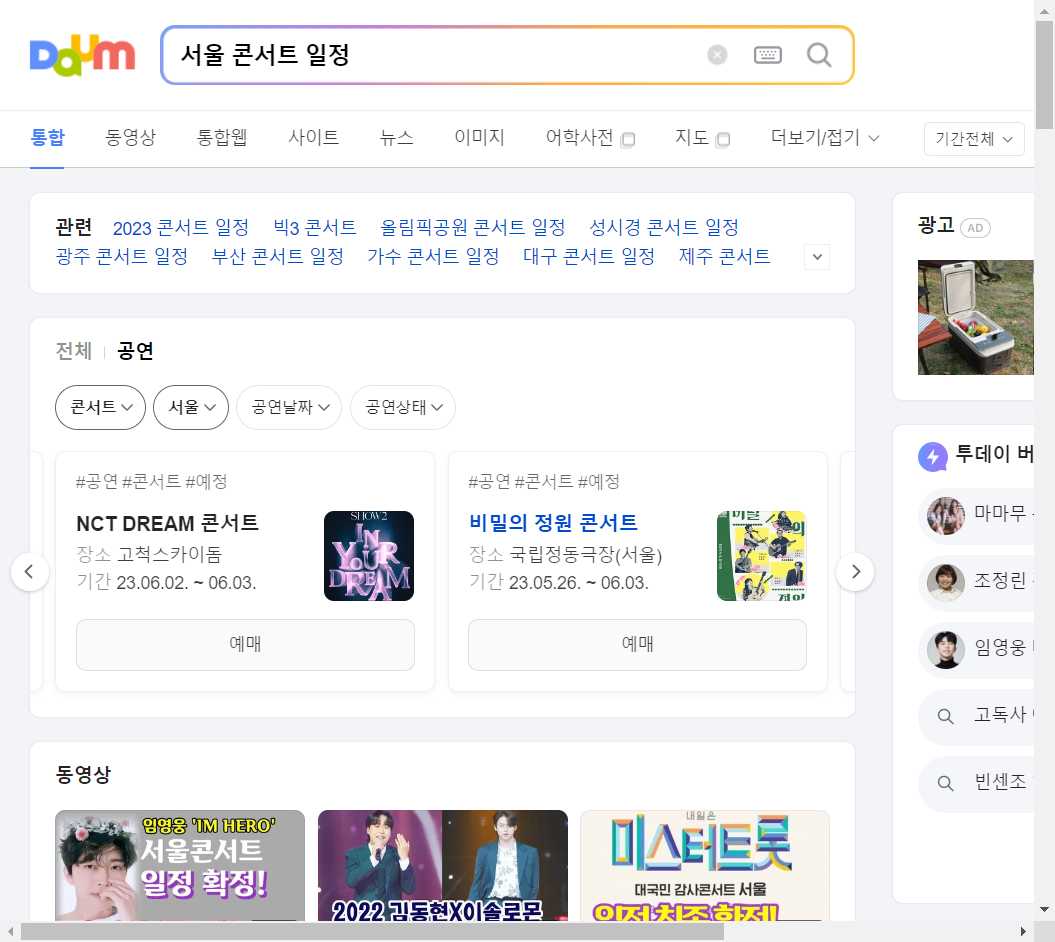 Daum
서울 콘서트 일정
통합 동영상 통합웹 사이트 뉴스 이미지 어학사전 지도 더보기/접기 기간전체
관련 2023 콘서트 일정 빅3 콘서트 올림픽공원 콘서트 일정 성시경 콘서트 일정
광주 콘서트 일정 부산 콘서트 일정 가수 콘서트 일정 대구 콘서트 일정 제주 콘서트
전체 공연
콘서트 서울 공연날짜 공연상태
#공연 #콘서트 #예정
NCT DREAM 콘서트
장소 고척스카이돔
기간 23.06.02. ~ 06.03.
SHOW2
IN
YOUR
DREAM
예매
#공연 #콘서트 #예정
비밀의 정원 콘서트
장소 국립정동극장(서울)
기간 23.05.26. ~ 06.03.
예매
동영상
임영웅 'IM HERO'
서울콘서트
일정 확정!
2022 김동현X이솔로몬
내일은
미스터트롯
대국민 감사콘서트 서울
일정 최종 확정!
광고 AD
투데이 버
마마무
조정린
임영웅
고독사
빈센조